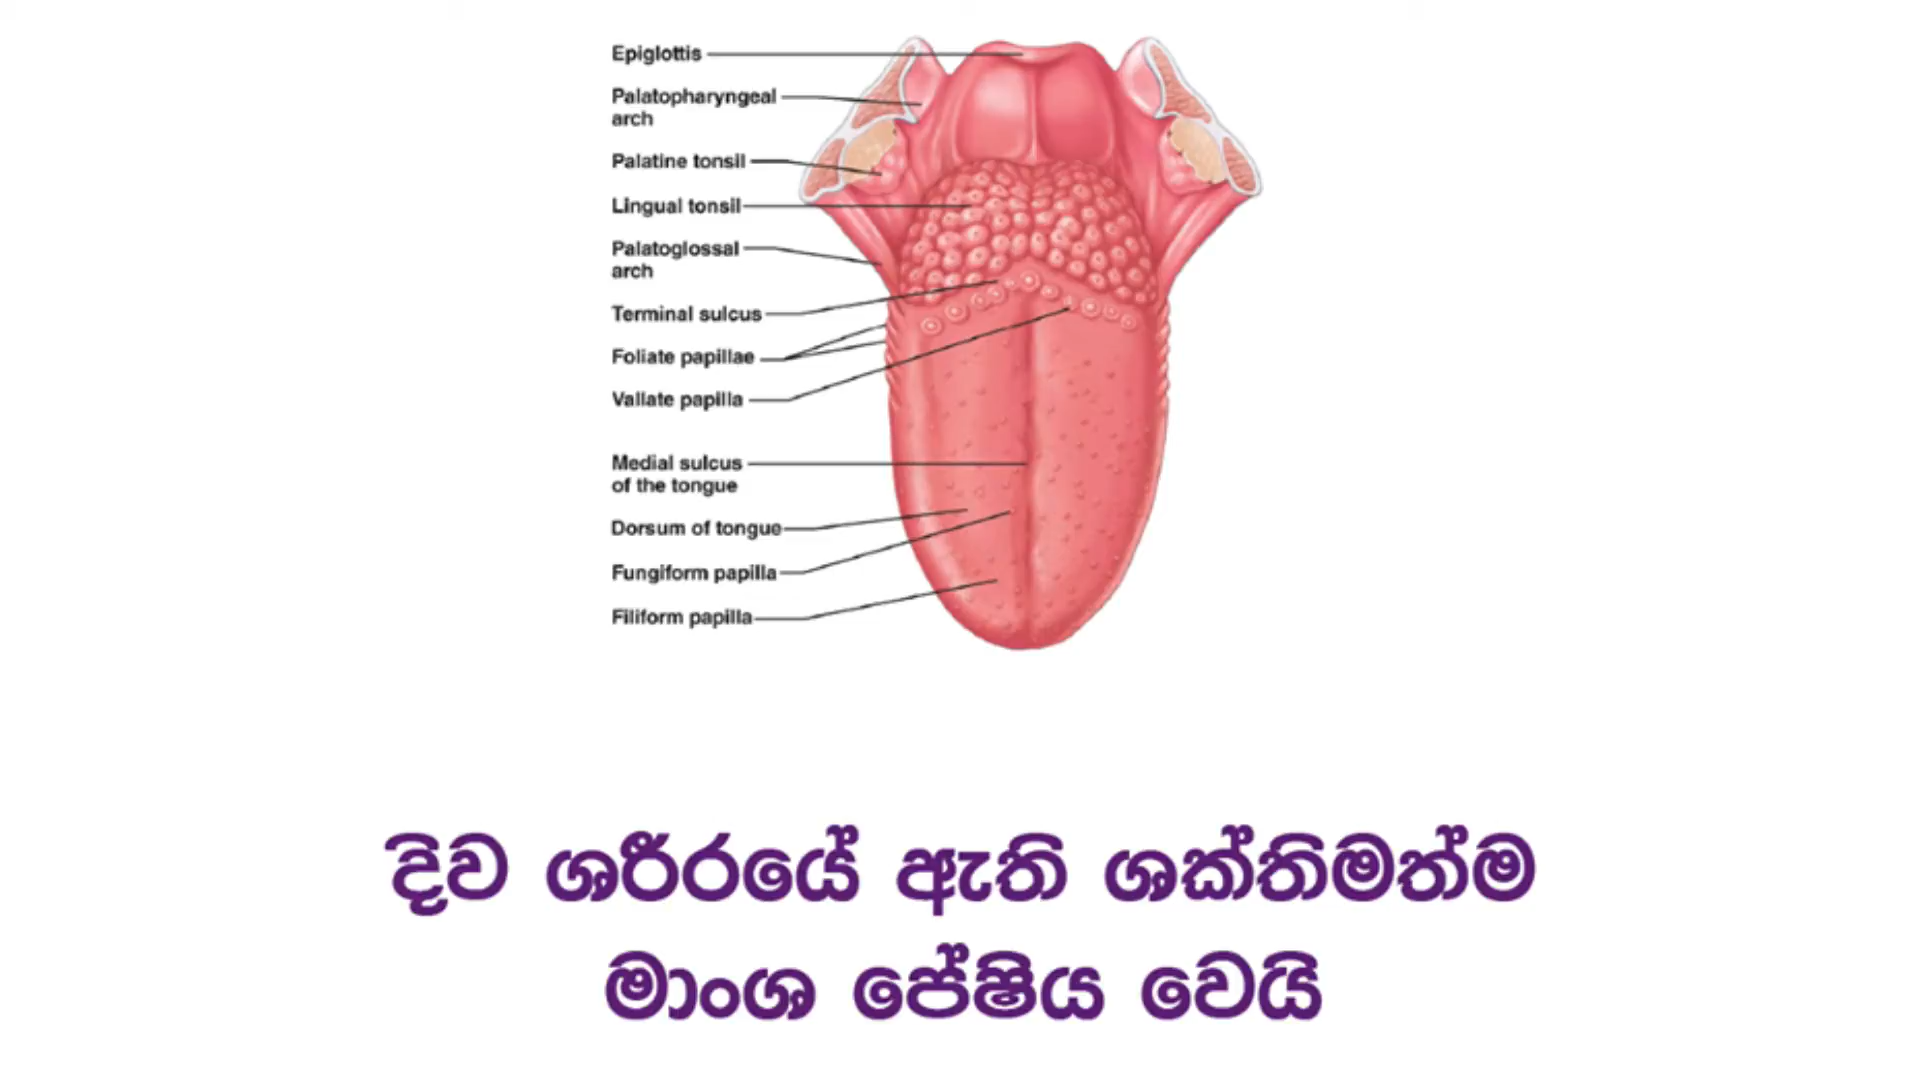 Epiglottis
Palatopharyngeal
arch
Palatine tonsil
Lingual tonsil
Palatoglossal
arch
Terminal sulcus
Foliate papillae
Vallate papilla
Medial sulcus
of the tongue
Dorsum of tongue
Fungiform papilla
Filiform papilla
දිව ශරීරයේ ඇති ශක්තිමත්ම
මාංශ පේෂිය වෙයි